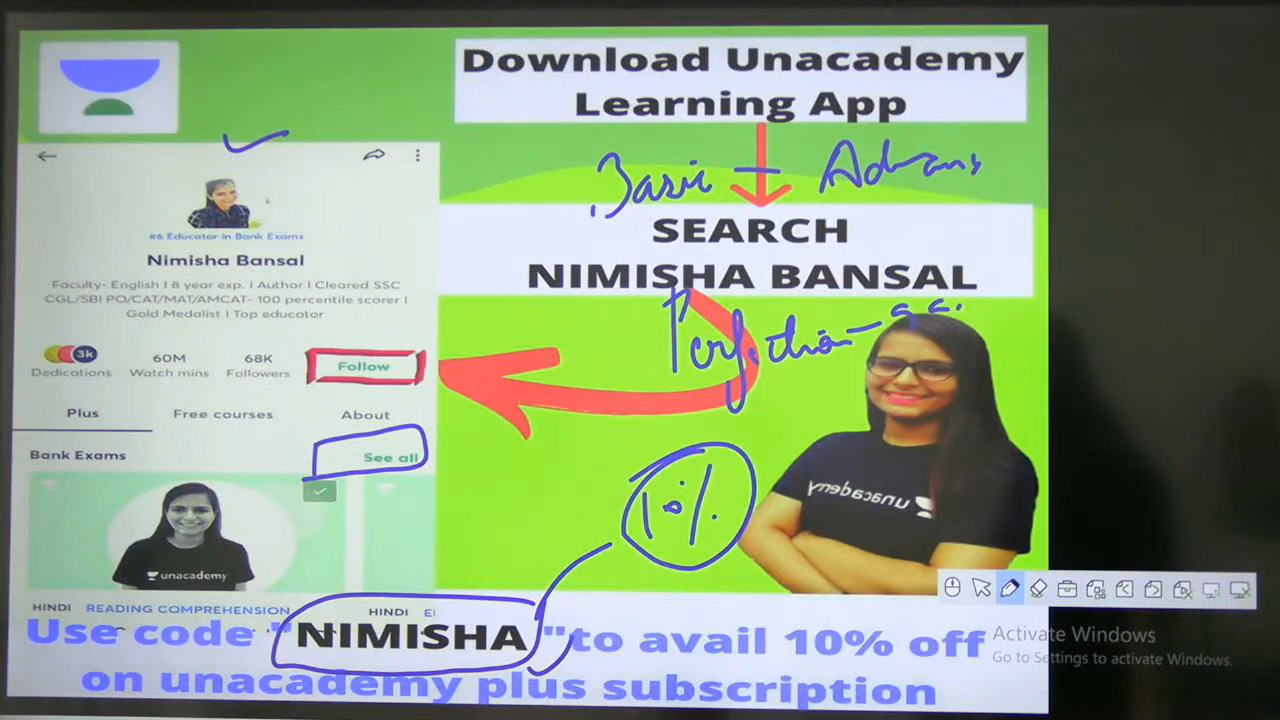 Download Unacademy
Learning App
Basic - Advans
SEARCH
NIMISHA BANSAL
#6 Educator in Bank Exams
Nimisha Bansal
Faculty- English I 8 year exp. I Author I Cleared SSC
CGL/SBI PO/CAT/MAT/AMCAT- 100 percentile scorer I
Gold Medalist I Top educator
3k
Dedications
60M
Watch mins
68K
Followers
Follow
Plus
Free courses
About
Bank Exams
See all
unacademy
HINDI READING COMPREHENSION
HINDI E
10%
unacademy
Use code "NIMISHA "to avail 10% off
on unacademy plus subscription
Activate Windows
Go to Settings to activate Windows.